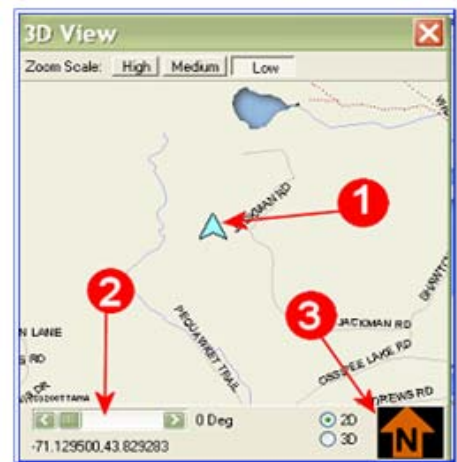 3D View
Zoom Scale: High Medium Low
JACKMAN RD
1
2
3
PEQUAWKET TRAIL
JACKMAN RD
N LANE
S RD
OSSIPEE LAKE RD
DREWS RD
0 Deg
2D
3D
-71.129500,43.829283
N